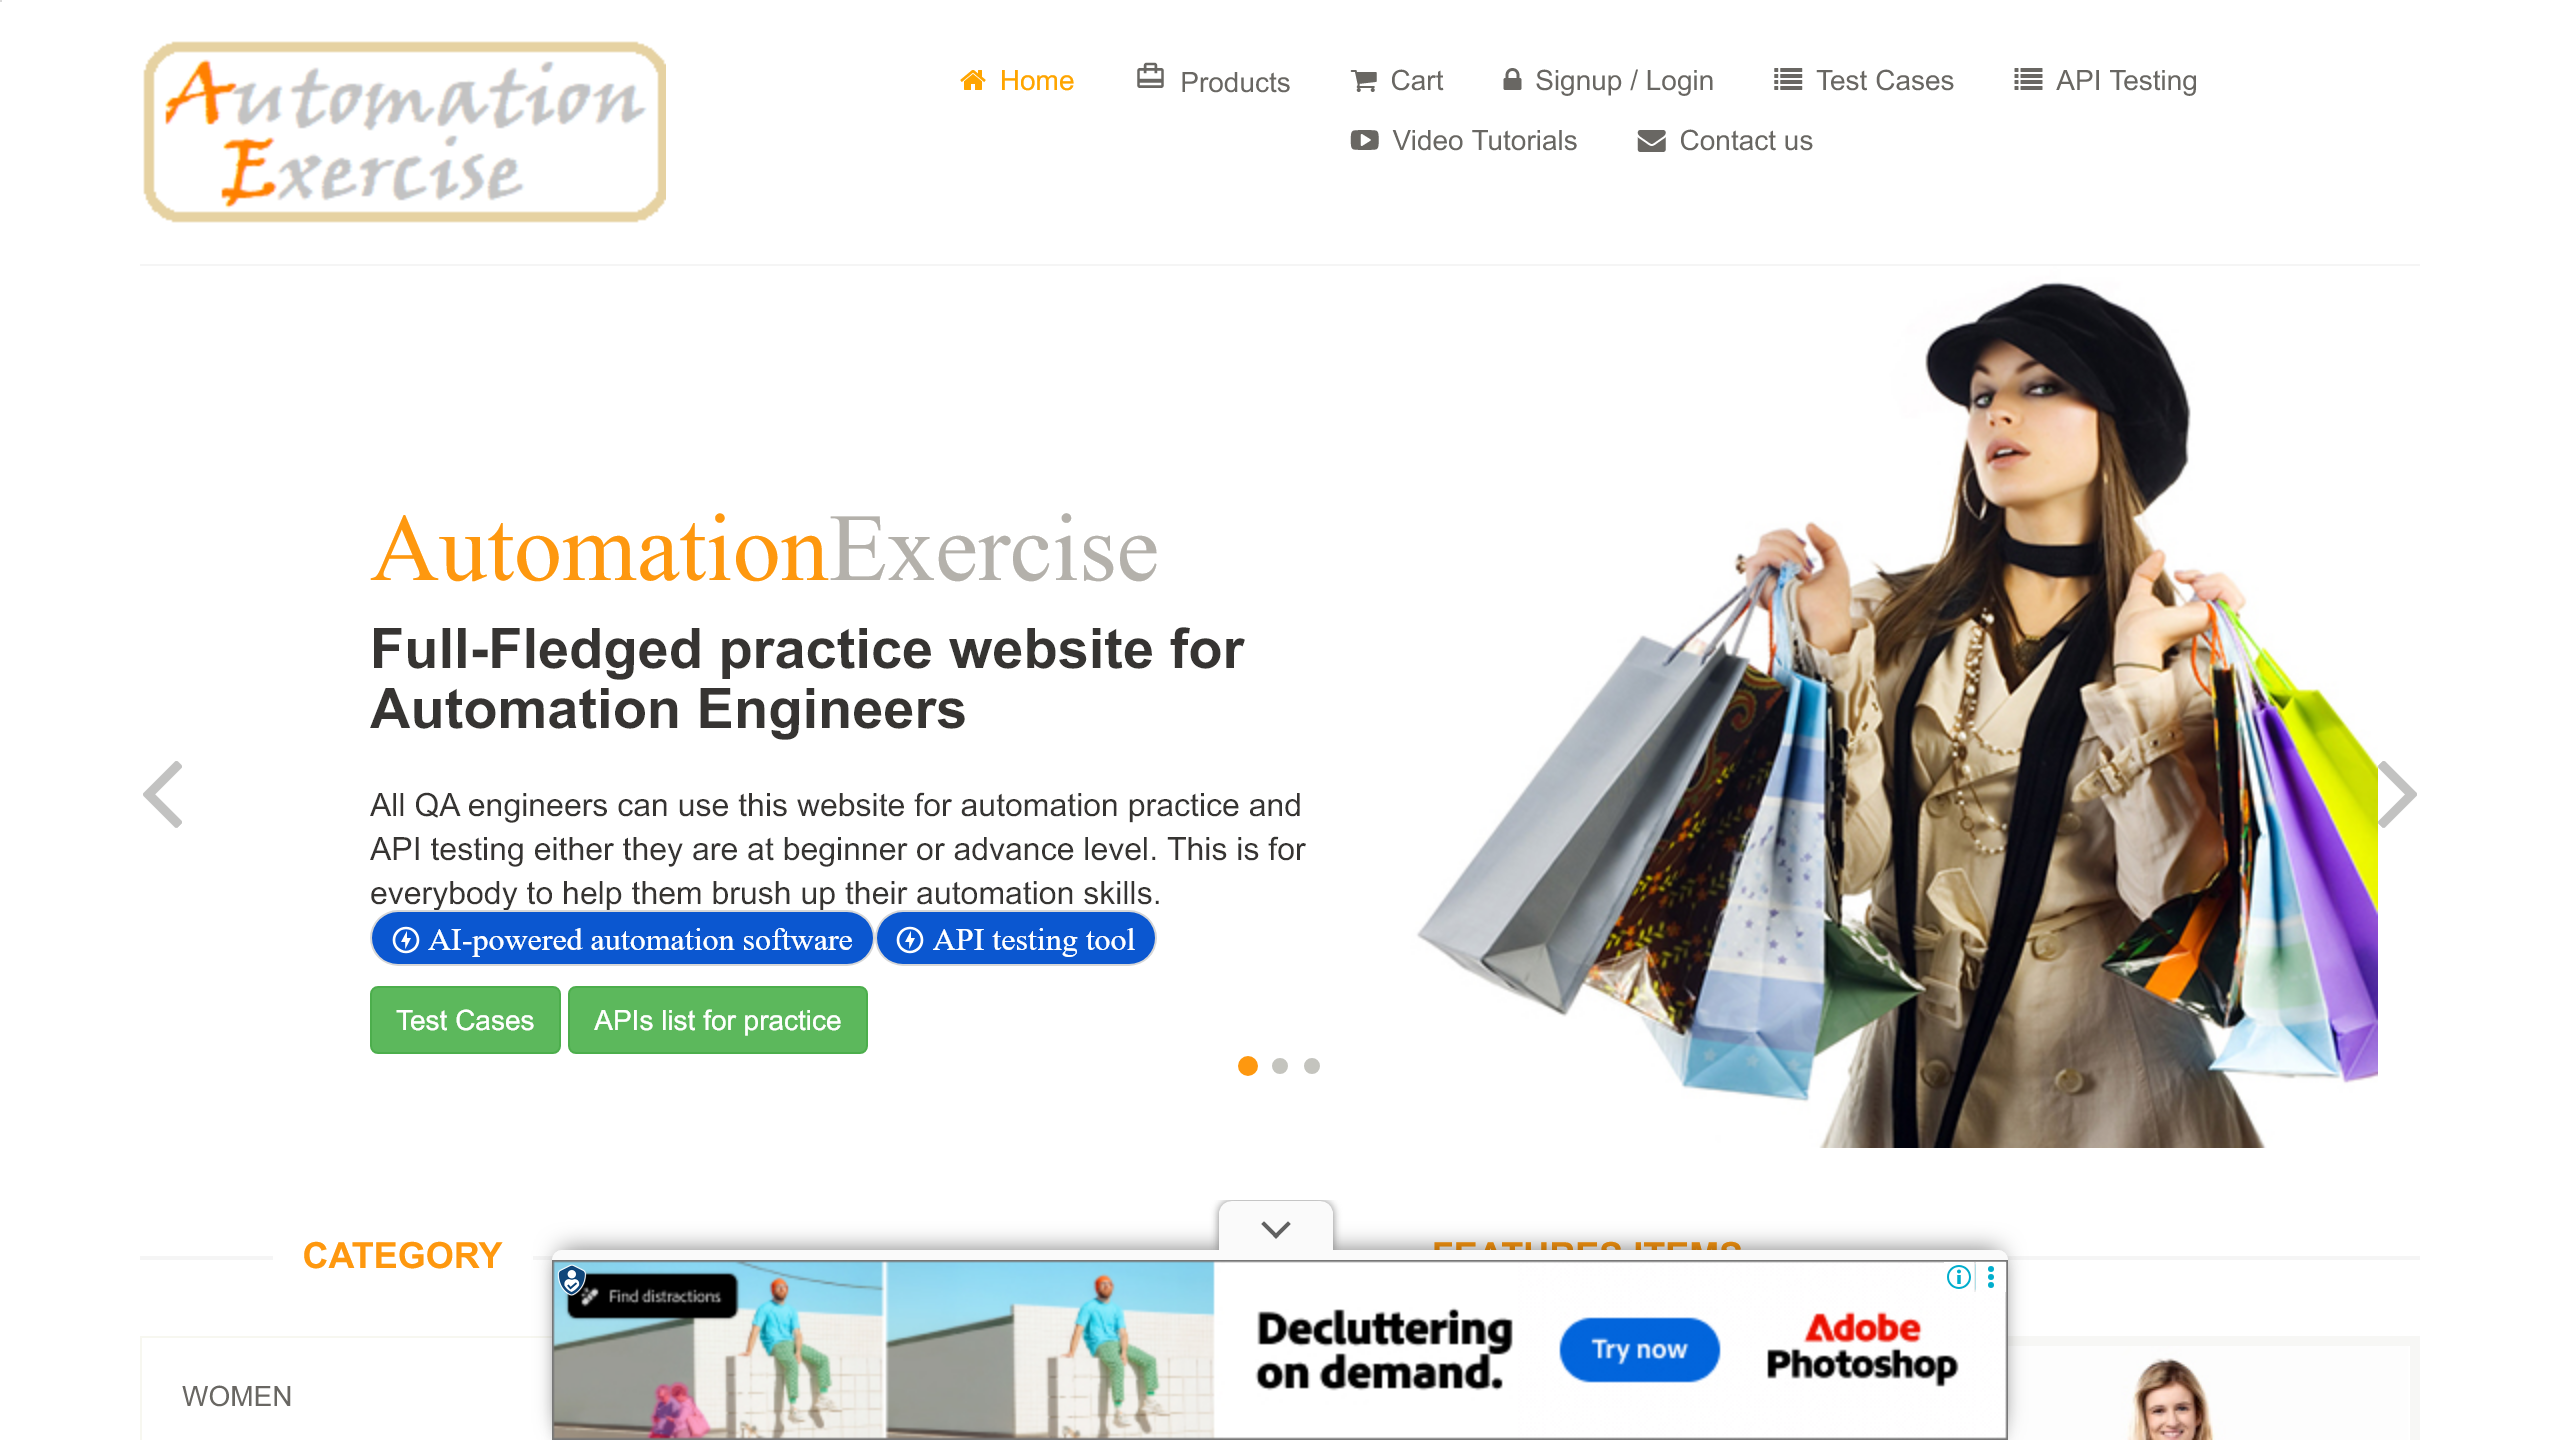 Automation
Exercise
Home
Products
Cart
Signup / Login
Test Cases
API Testing
Video Tutorials
Contact us
AutomationExercise
Full-Fledged practice website for
Automation Engineers
All QA engineers can use this website for automation practice and
API testing either they are at beginner or advance level. This is for
everybody to help them brush up their automation skills.
AI-powered automation software
API testing tool
Test Cases
APIs list for practice
CATEGORY
FEATURES ITEMS
Find distractions
Decluttering
on demand.
Try now
Adobe
Photoshop
WOMEN